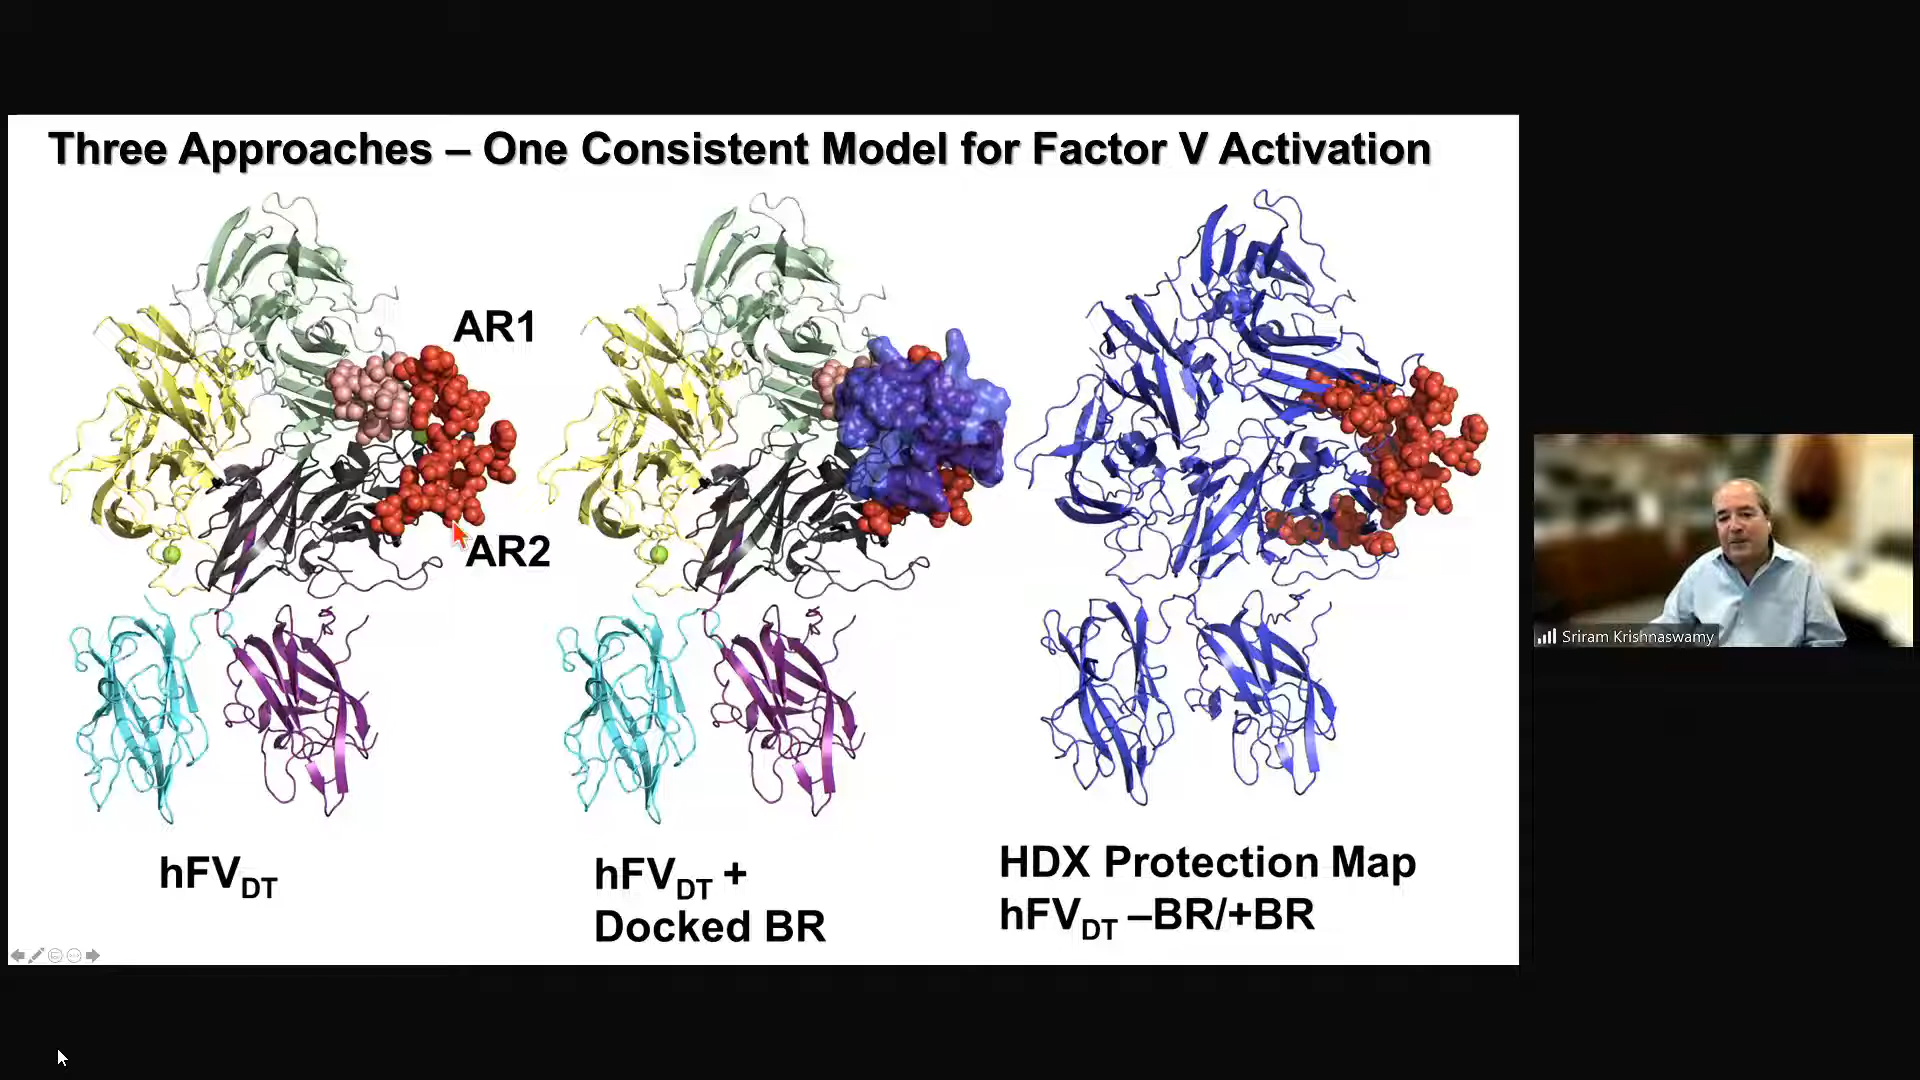 Three Approaches – One Consistent Model for Factor V Activation
AR1
AR2
hFVDT
hFVDT +
Docked BR
HDX Protection Map
hFVDT –BR/+BR
Sriram Krishnaswamy